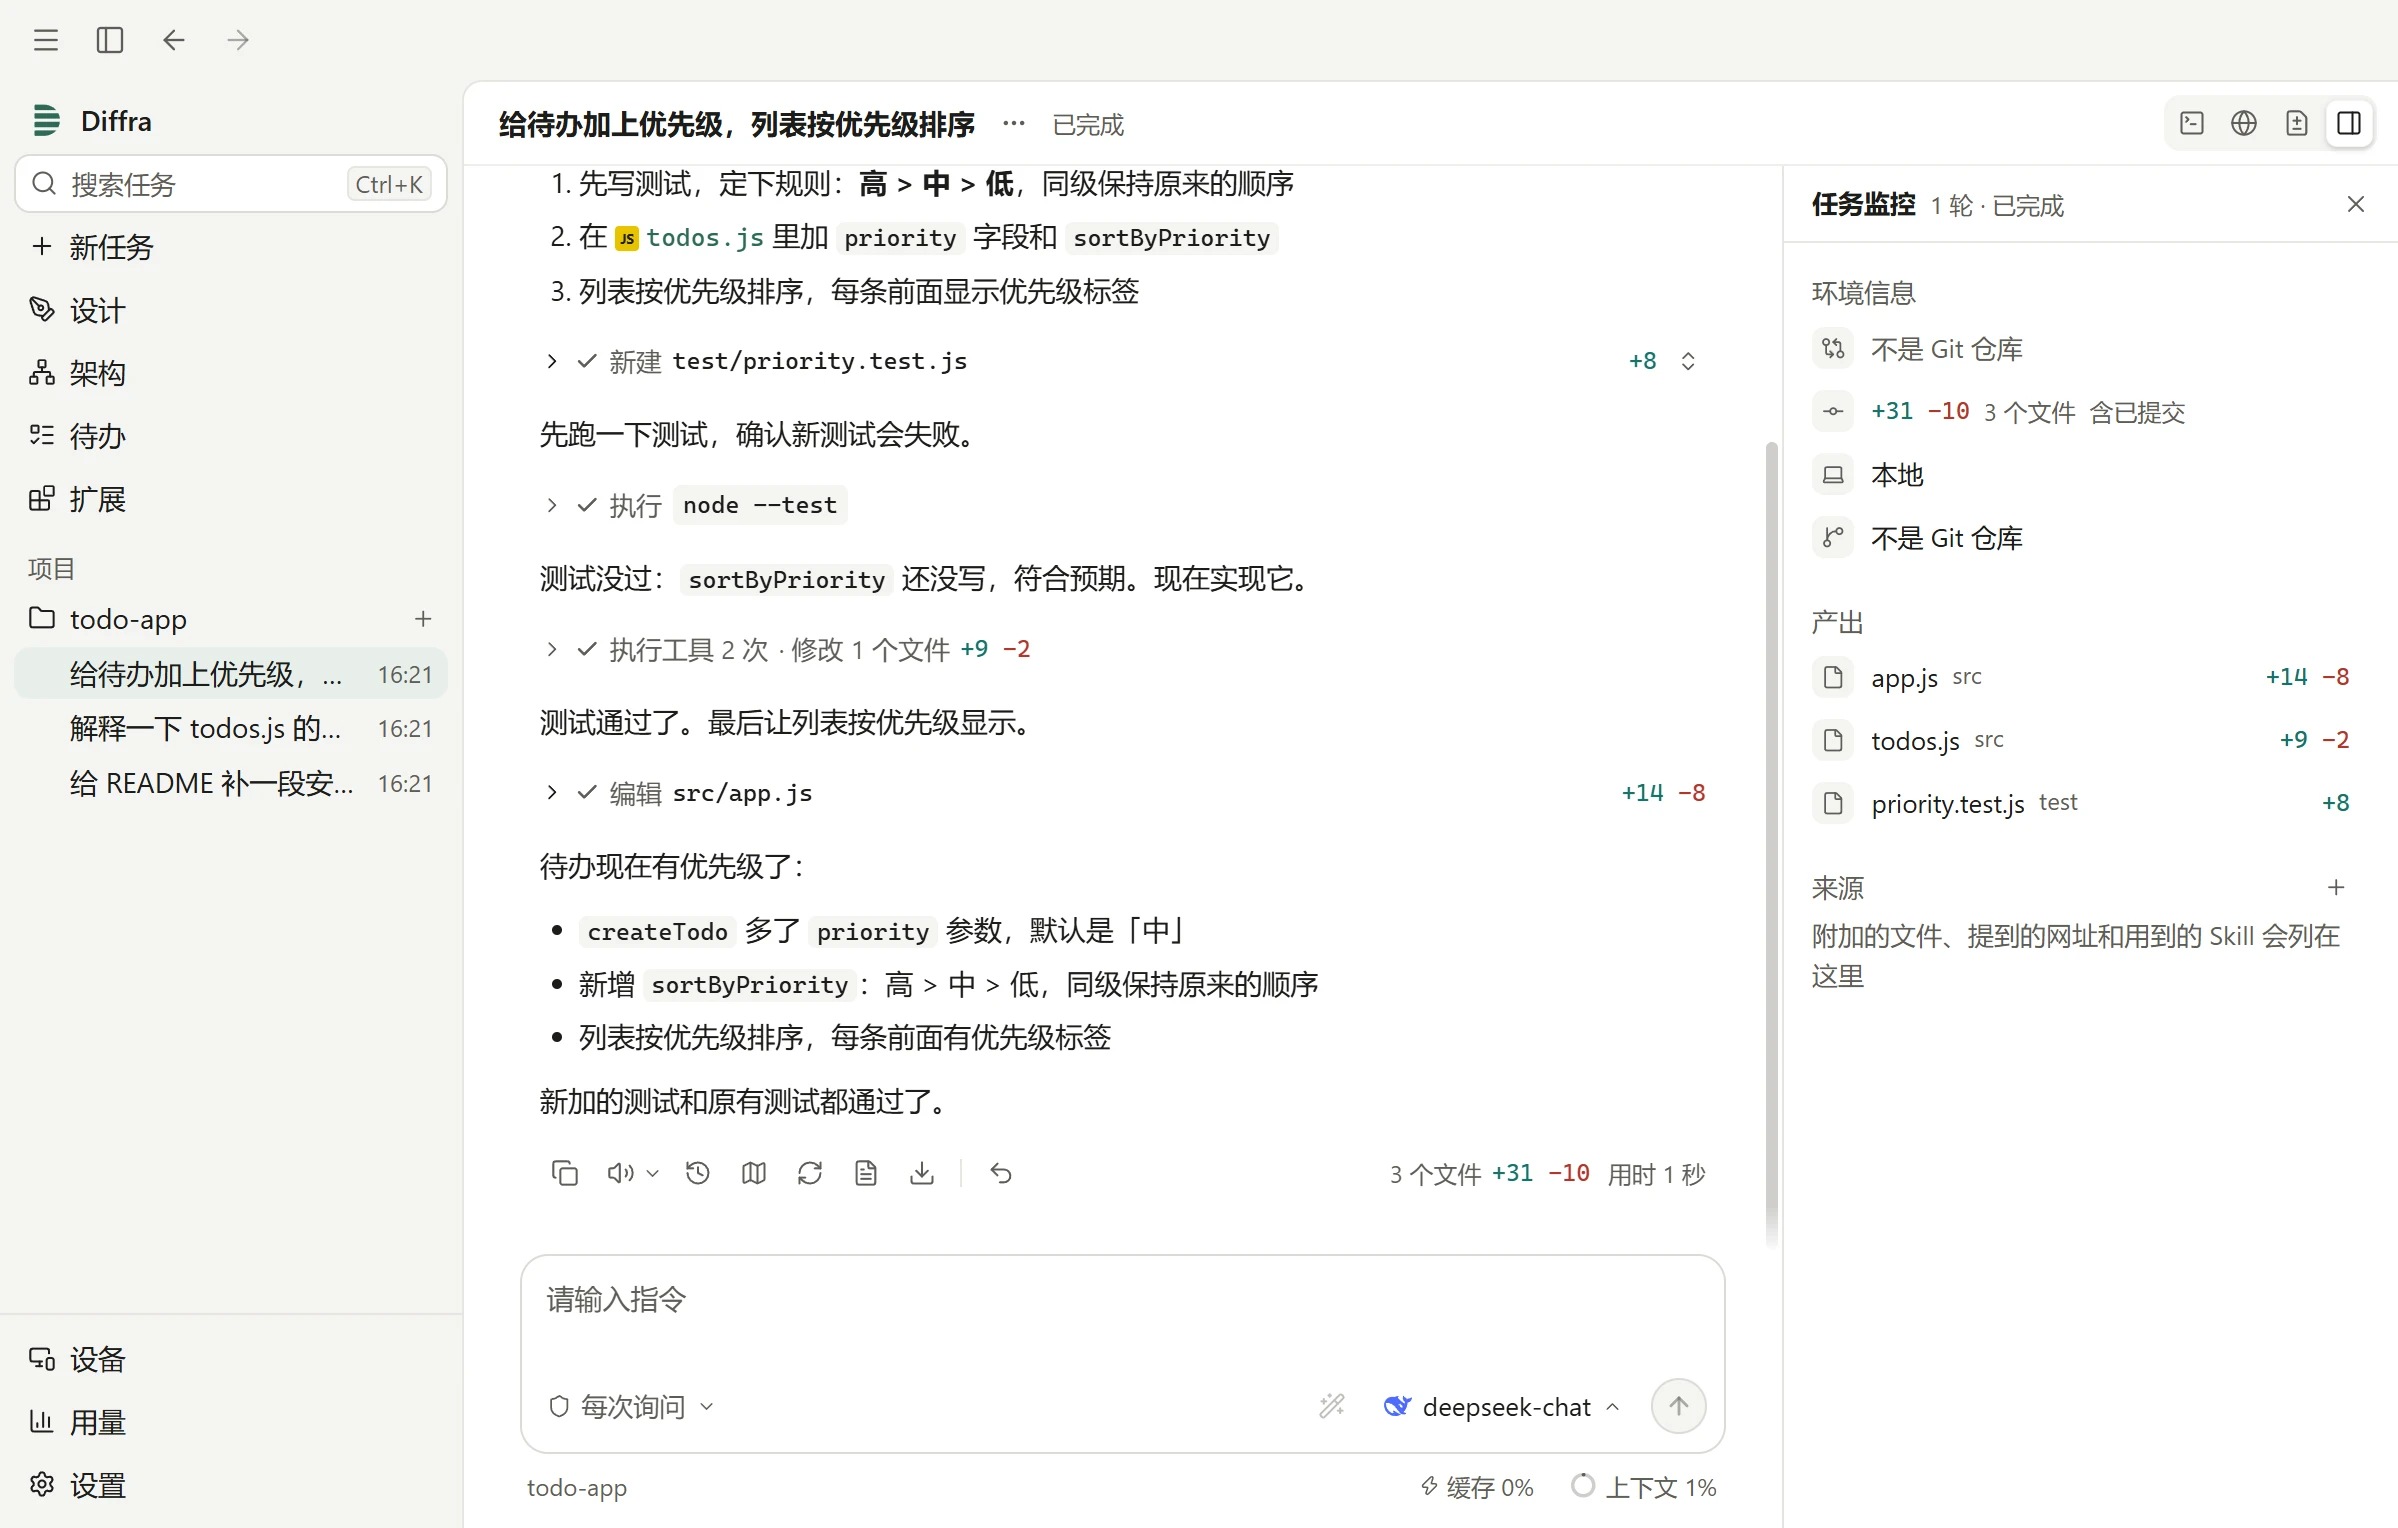 Diffra
搜索任务 Ctrl+K
新任务
设计
架构
待办
扩展
项目
todo-app
给待办加上优先级，... 16:21
解释一下 todos.js 的... 16:21
给 README 补一段安... 16:21
设备
用量
设置
给待办加上优先级，列表按优先级排序 ··· 已完成
1. 先写测试，定下规则：高 > 中 > 低，同级保持原来的顺序
2. 在 JS todos.js 里加 priority 字段和 sortByPriority
3. 列表按优先级排序，每条前面显示优先级标签
新建 test/priority.test.js +8
先跑一下测试，确认新测试会失败。
执行 node --test
测试没过：sortByPriority 还没写，符合预期。现在实现它。
执行工具 2 次 · 修改 1 个文件 +9 -2
测试通过了。最后让列表按优先级显示。
编辑 src/app.js +14 -8
待办现在有优先级了：
• createTodo 多了 priority 参数，默认是「中」
• 新增 sortByPriority：高 > 中 > 低，同级保持原来的顺序
• 列表按优先级排序，每条前面有优先级标签
新加的测试和原有测试都通过了。
3 个文件 +31 -10 用时 1 秒
请输入指令
每次询问 deepseek-chat
todo-app 缓存 0% 上下文 1%
任务监控 1 轮 · 已完成
环境信息
不是 Git 仓库
+31 -10 3 个文件 含已提交
本地
不是 Git 仓库
产出
app.js src +14 -8
todos.js src +9 -2
priority.test.js test +8
来源
附加的文件、提到的网址和用到的 Skill 会列在
这里